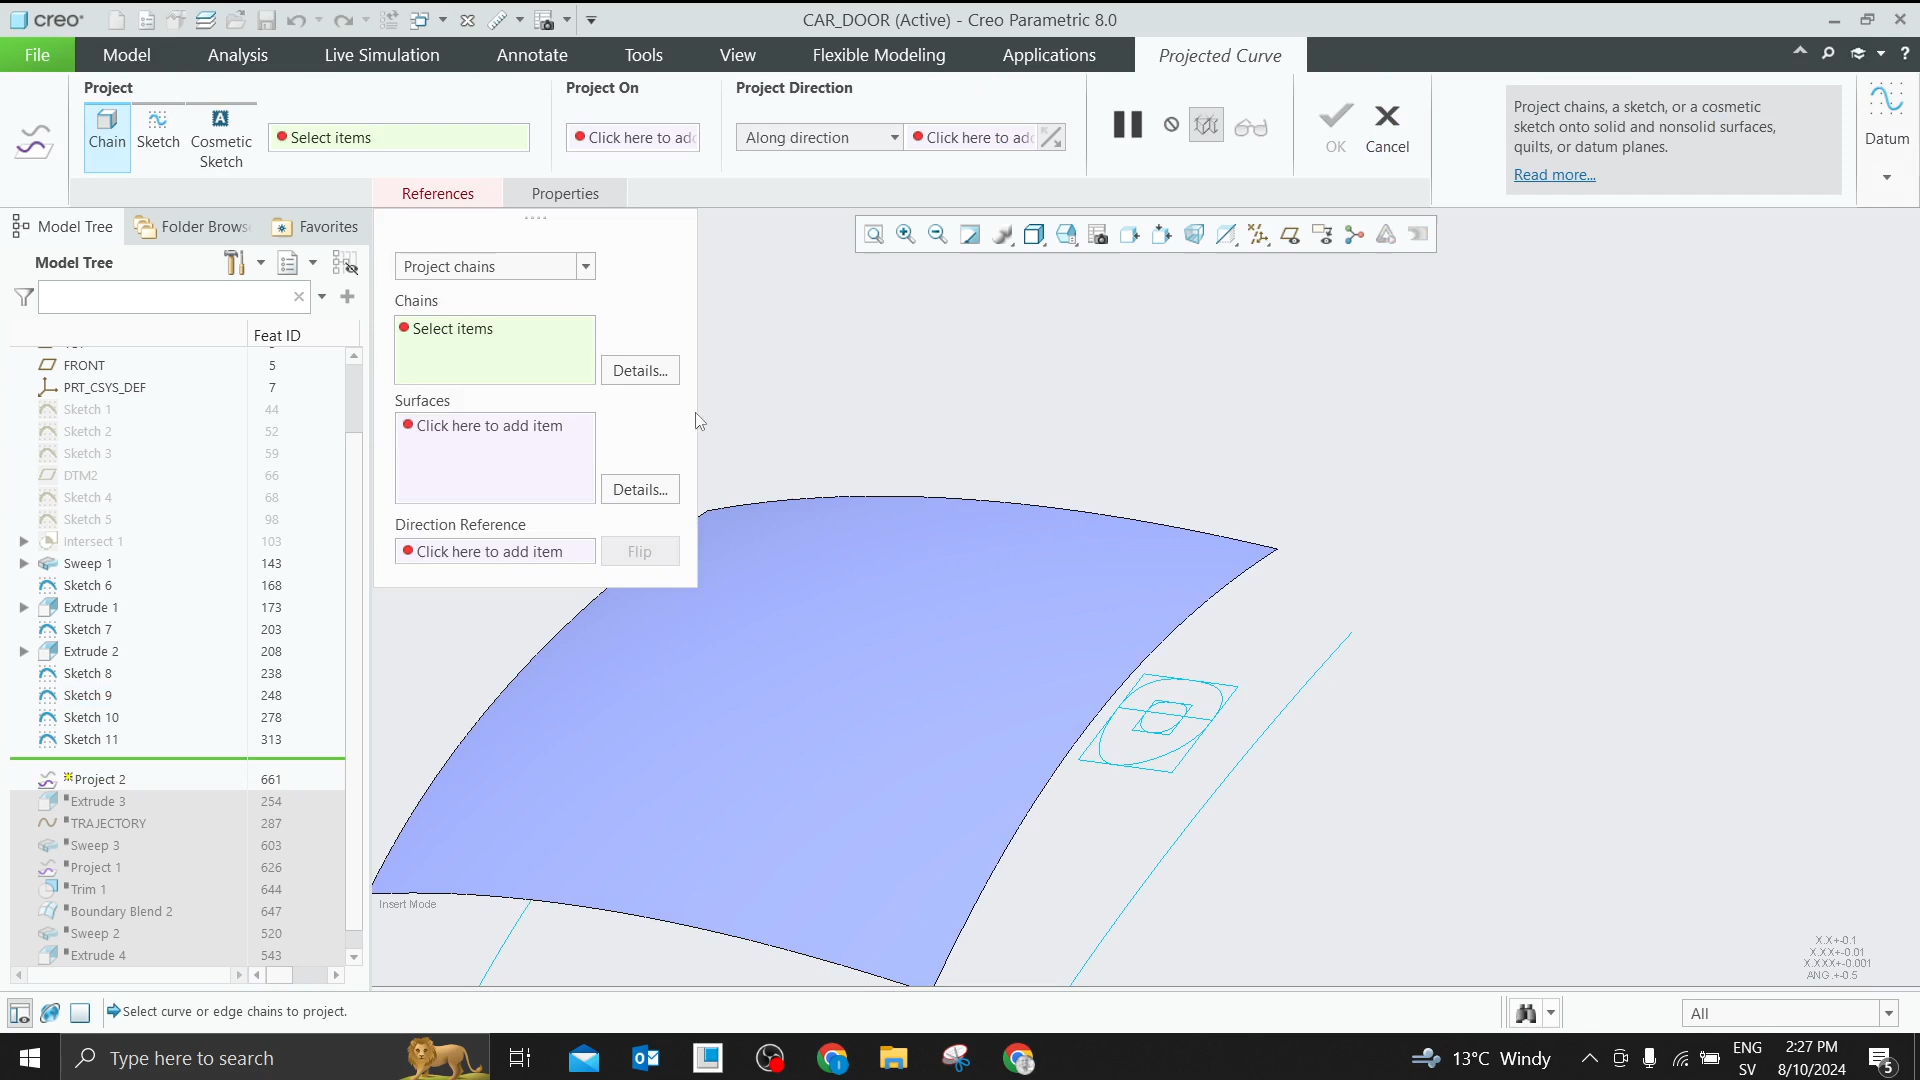 creo
CAR_DOOR (Active) - Creo Parametric 8.0
File Model Analysis Live Simulation Annotate Tools View Flexible Modeling Applications Projected Curve
Project
Project On
Project Direction
Chain
Sketch
Cosmetic Sketch
Select items
Click here to adc
Along direction
Click here to adc
OK
Cancel
Project chains, a sketch, or a cosmetic
sketch onto solid and nonsolid surfaces,
quilts, or datum planes.
Read more...
Datum
References
Properties
Model Tree
Folder Brows
Favorites
Model Tree
Feat ID
FRONT 5
PRT_CSYS_DEF 7
Sketch 1 44
Sketch 2 52
Sketch 3 59
DTM2 66
Sketch 4 68
Sketch 5 98
Intersect 1 103
Sweep 1 143
Sketch 6 168
Extrude 1 173
Sketch 7 203
Extrude 2 208
Sketch 8 238
Sketch 9 248
Sketch 10 278
Sketch 11 313
Project 2 661
Extrude 3 254
TRAJECTORY 287
Sweep 3 603
Project 1 626
Trim 1 644
Boundary Blend 2 647
Sweep 2 520
Extrude 4 543
Project chains
Chains
Select items
Details...
Surfaces
Click here to add item
Details...
Direction Reference
Click here to add item
Flip
Insert Mode
X.X+-0.1
X.XX+-0.01
X.XXX+-0.001
ANG.+-0.5
Select curve or edge chains to project.
All
Type here to search
13°C Windy
ENG
SV
2:27 PM
8/10/2024
5